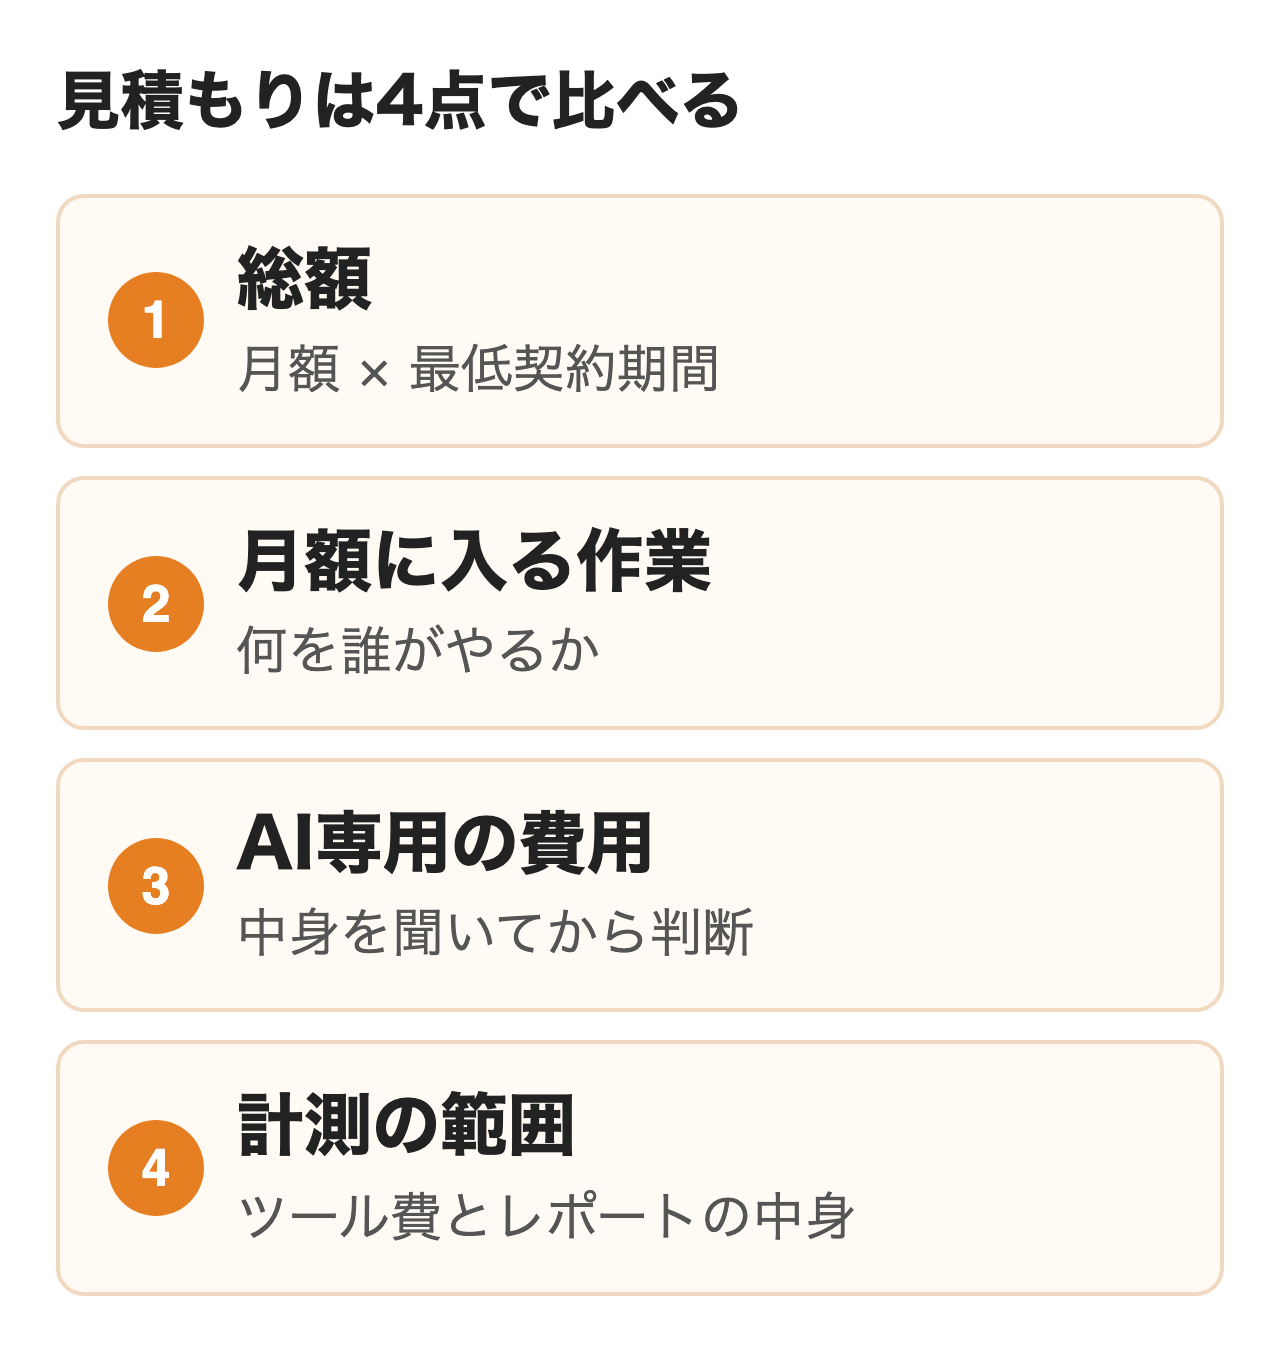 見積もりは4点で比べる
1
総額
月額 × 最低契約期間
2
月額に入る作業
何を誰がやるか
3
AI専用の費用
中身を聞いてから判断
4
計測の範囲
ツール費とレポートの中身